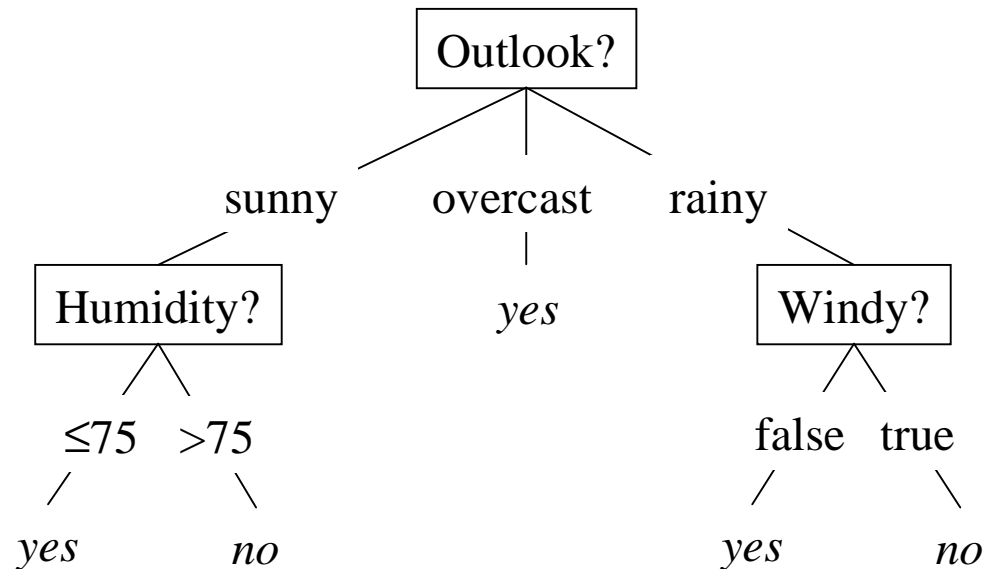 Outlook?
sunny overcast rainy
Humidity? yes Windy?
≤75 >75 false true
yes no yes no